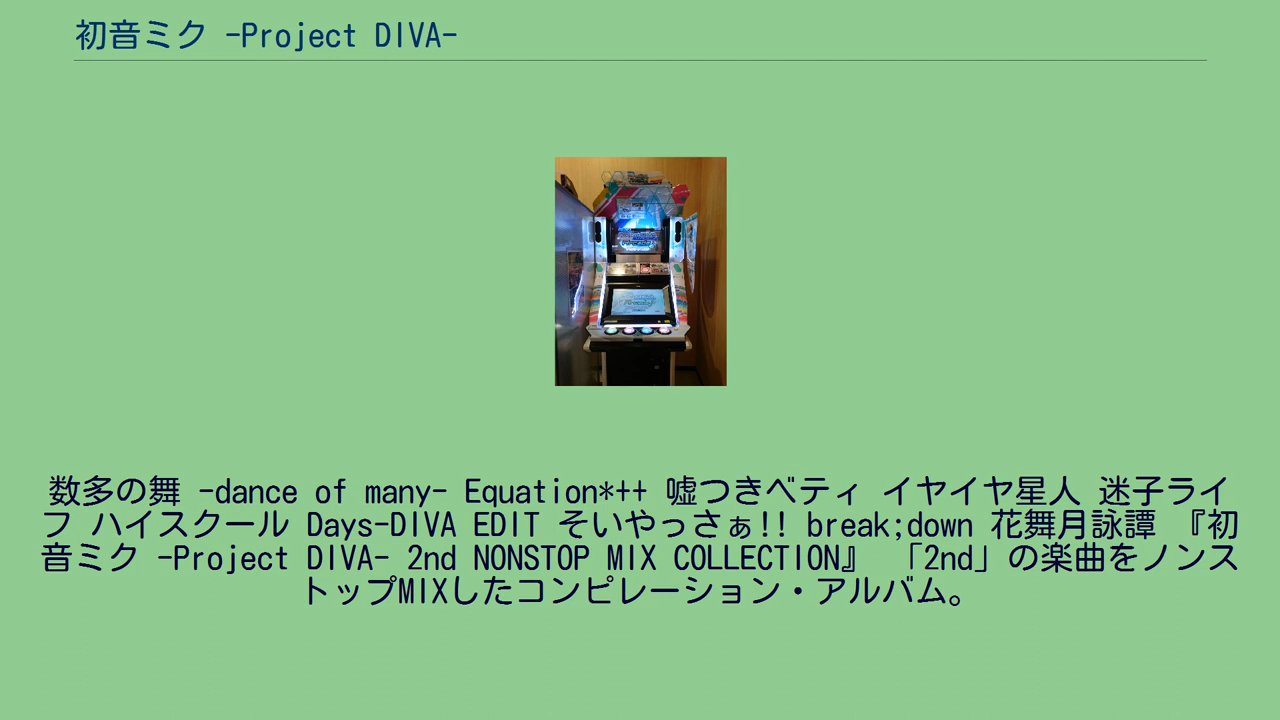 初音ミク -Project DIVA-
数多の舞 -dance of many- Equation*++ 嘘つきベティ イヤイヤ星人 迷子ライ
フ ハイスクール Days-DIVA EDIT そいやっさぁ!! break;down 花舞月詠譚 『初
音ミク -Project DIVA- 2nd NONSTOP MIX COLLECTION』 「2nd」の楽曲をノンス
トップMIXしたコンピレーション・アルバム。